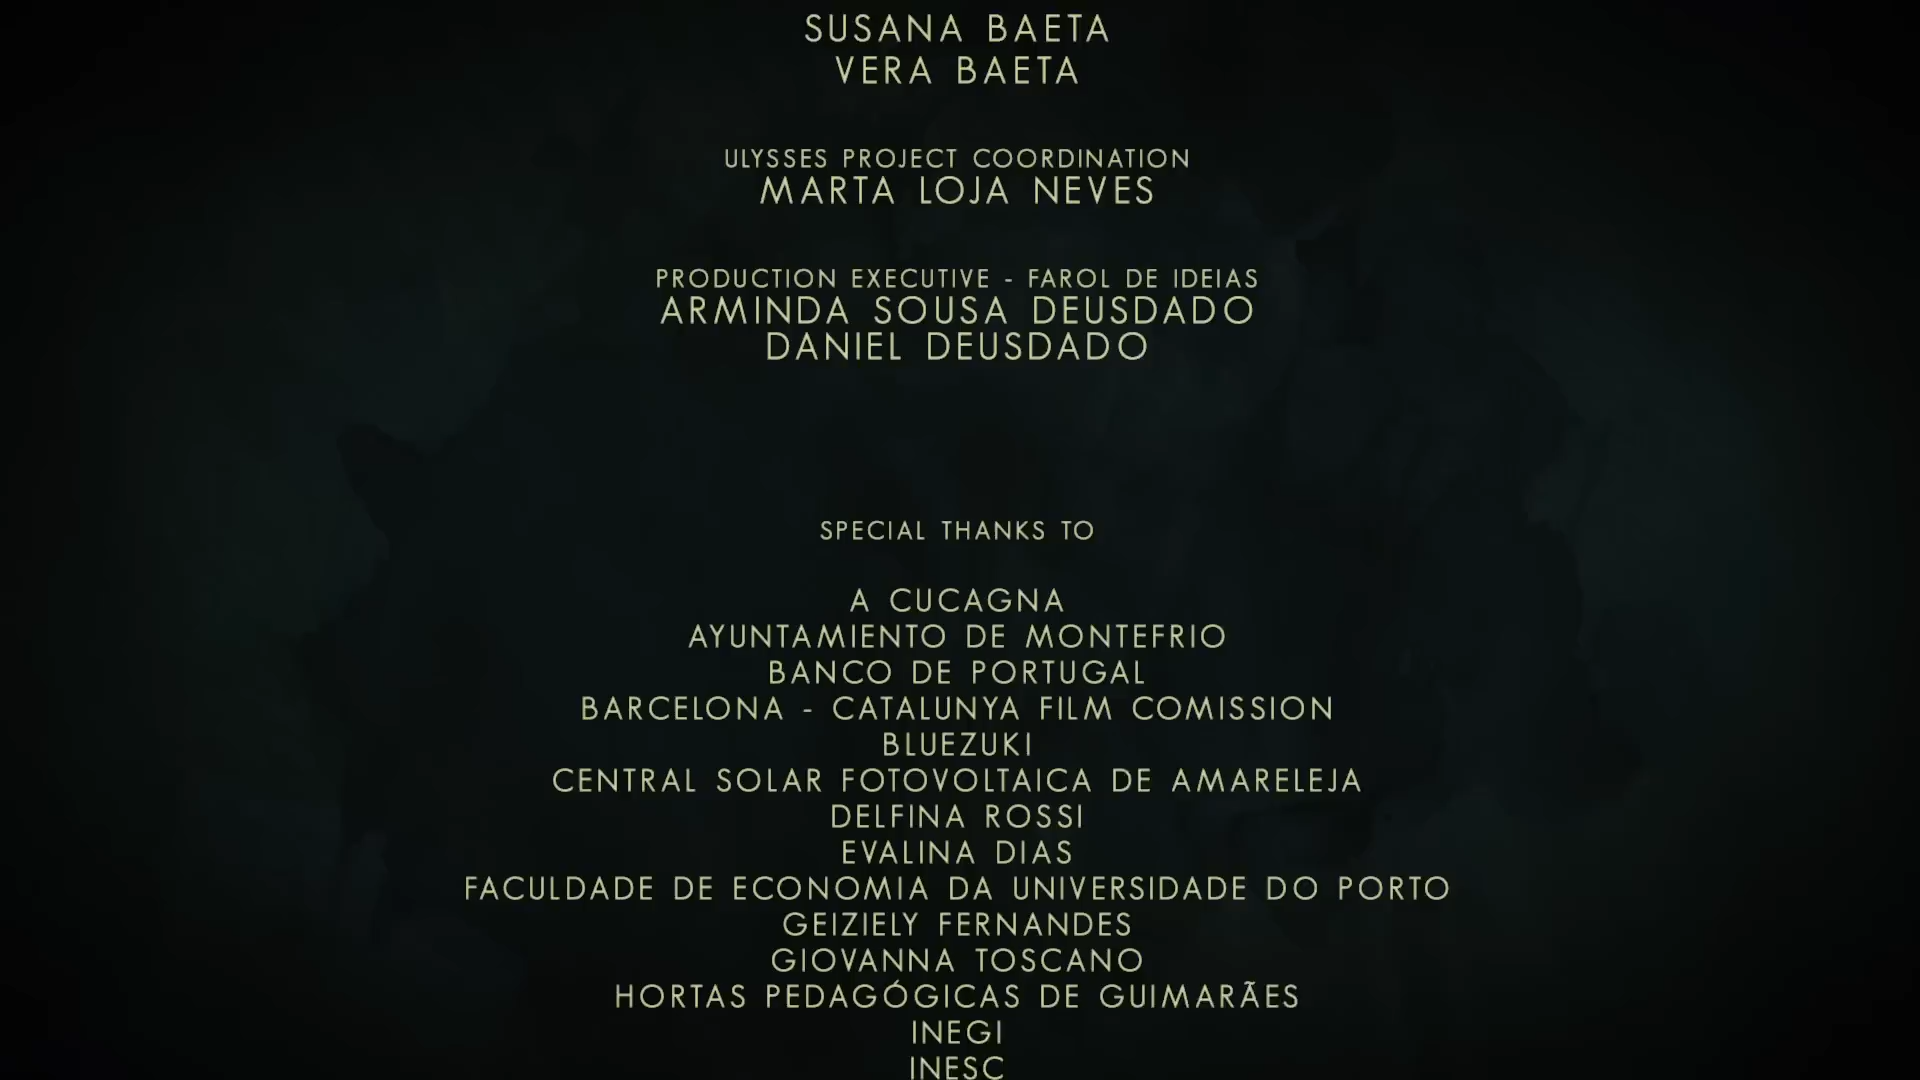 SUSANA BAETA
VERA BAETA
ULYSSES PROJECT COORDINATION
MARTA LOJA NEVES
PRODUCTION EXECUTIVE - FAROL DE IDEIAS
ARMINDA SOUSA DEUSDADO
DANIEL DEUSDADO
SPECIAL THANKS TO
A CUCAGNA
AYUNTAMIENTO DE MONTEFRIO
BANCO DE PORTUGAL
BARCELONA - CATALUNYA FILM COMISSION
BLUEZUKI
CENTRAL SOLAR FOTOVOLTAICA DE AMARELEJA
DELFINA ROSSI
EVALINA DIAS
FACULDADE DE ECONOMIA DA UNIVERSIDADE DO PORTO
GEIZIELY FERNANDES
GIOVANNA TOSCANO
HORTAS PEDAGÓGICAS DE GUIMARÃES
INEGI
INESC